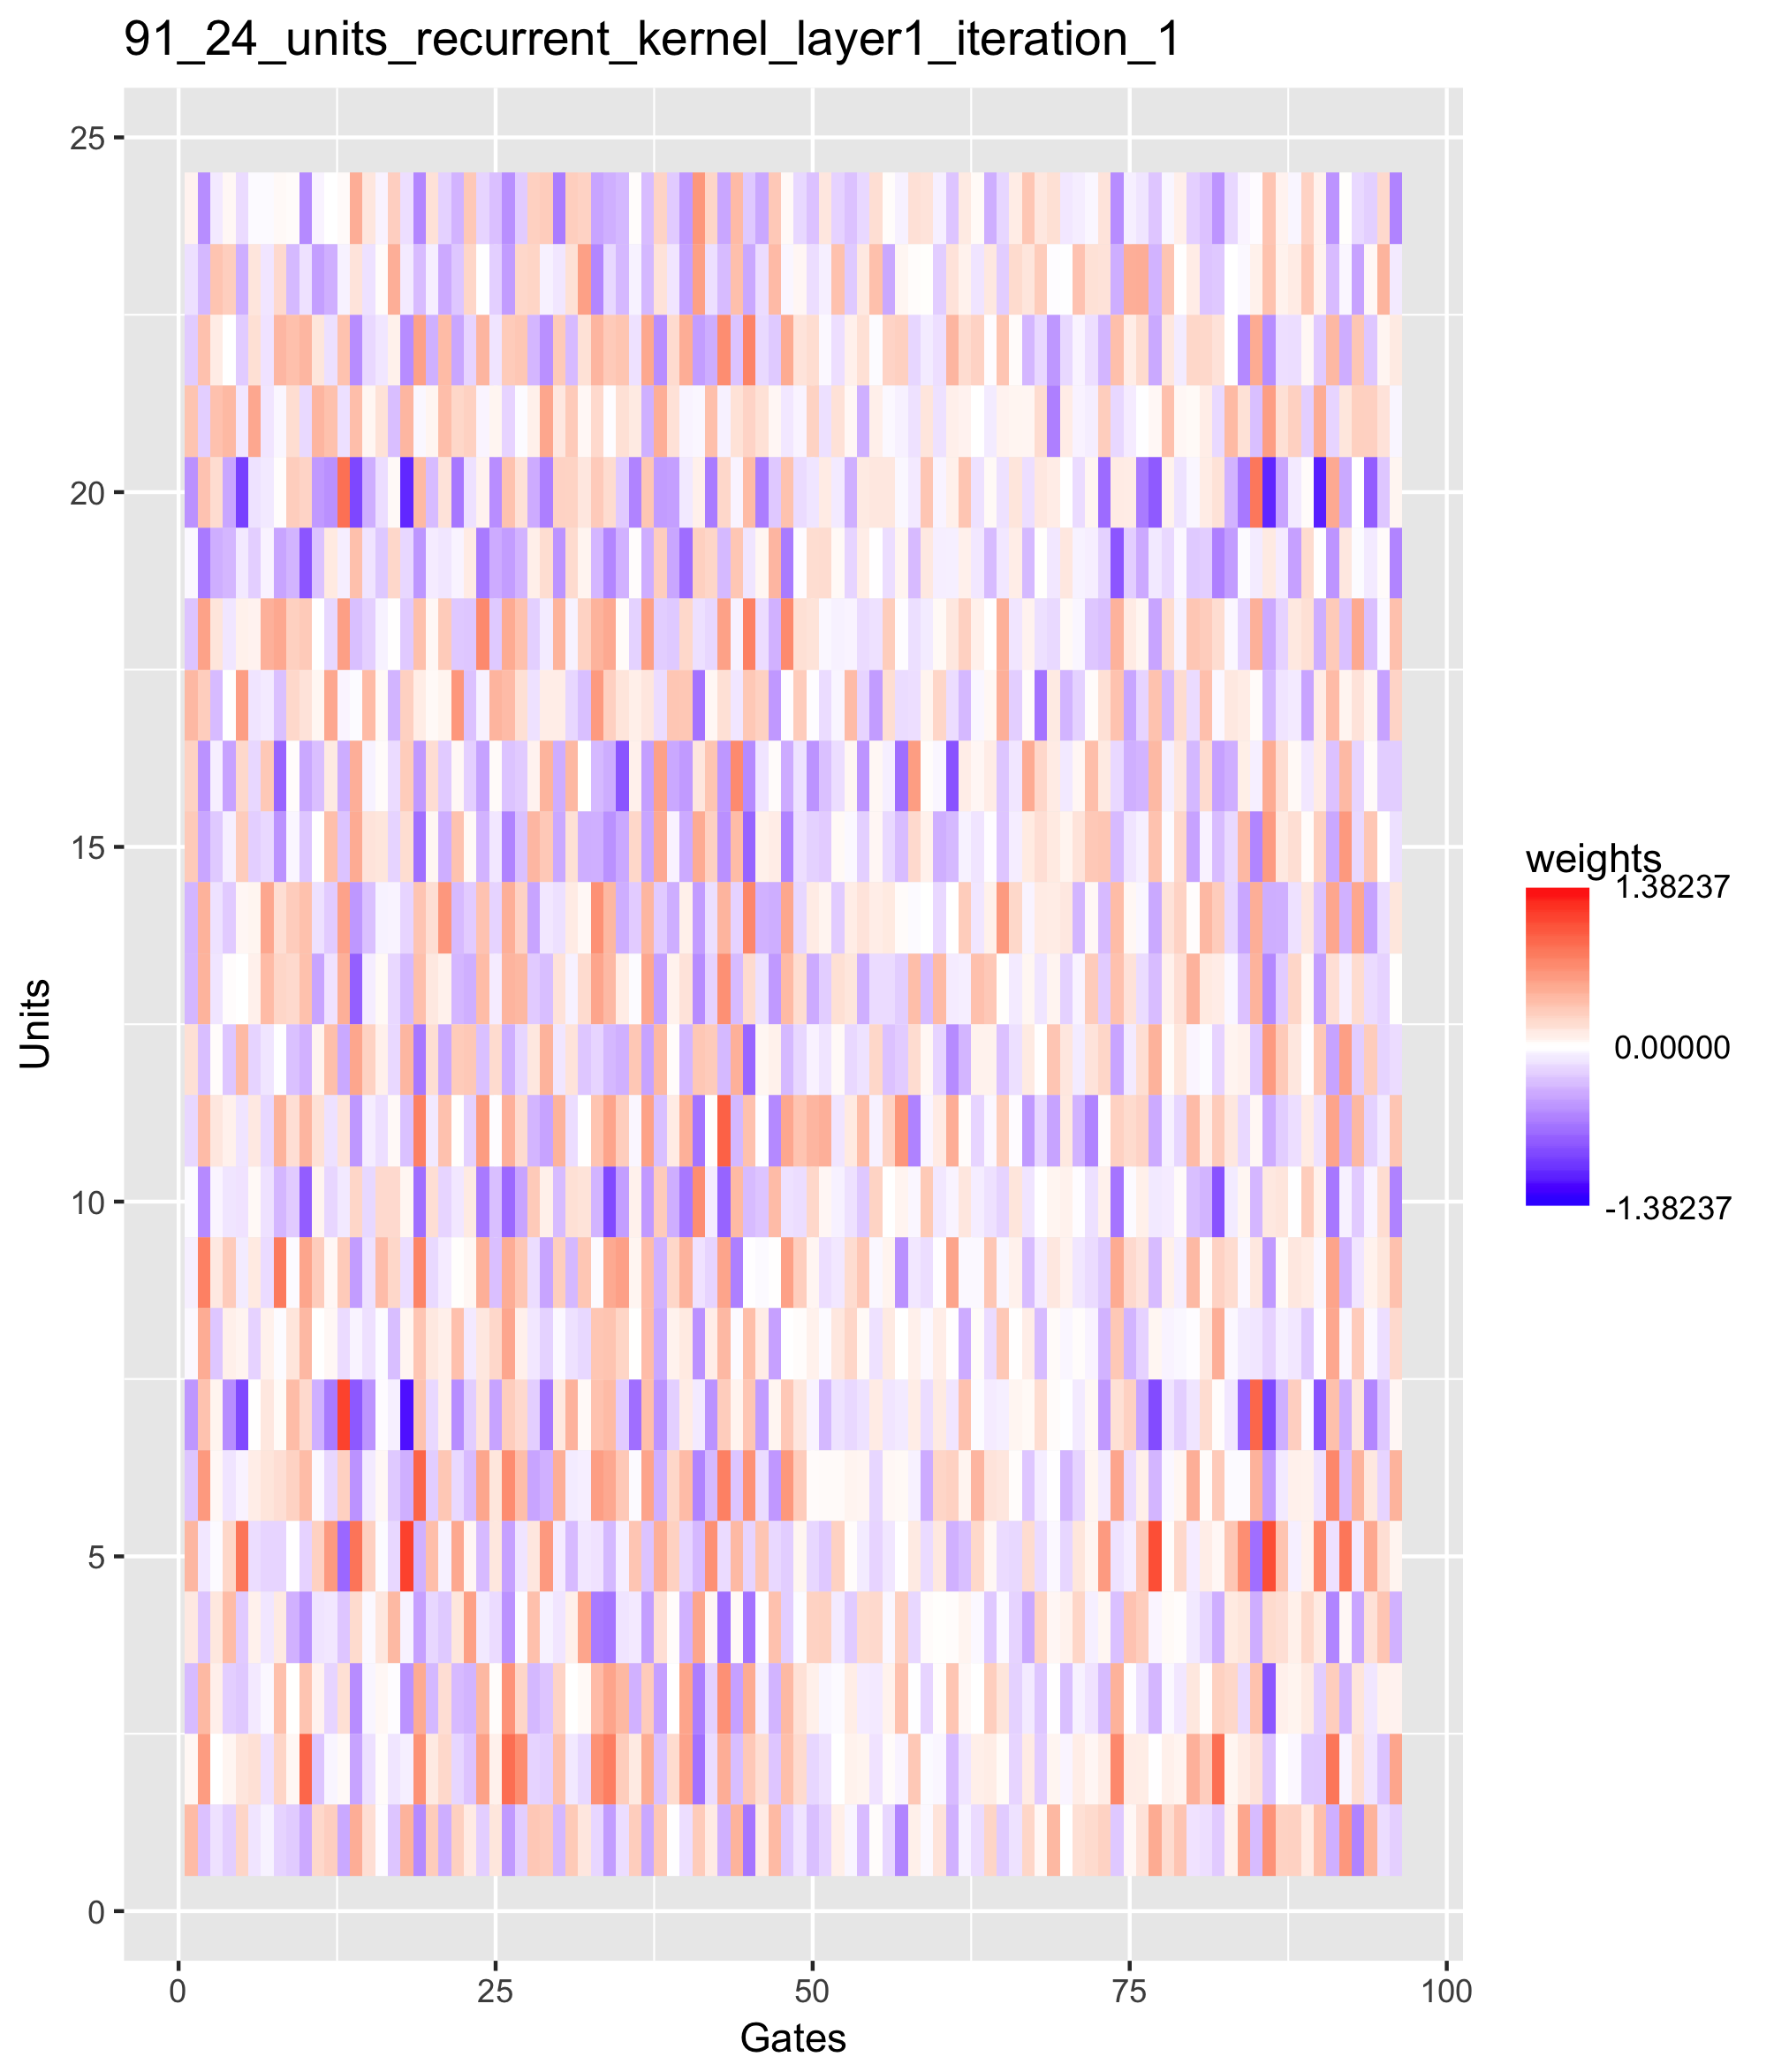 91_24_units_recurrent_kernel_layer1_iteration_1
25
20
15
10
5
0
Units
0 25 50 75 100
Gates
weights
1.38237
0.00000
-1.38237